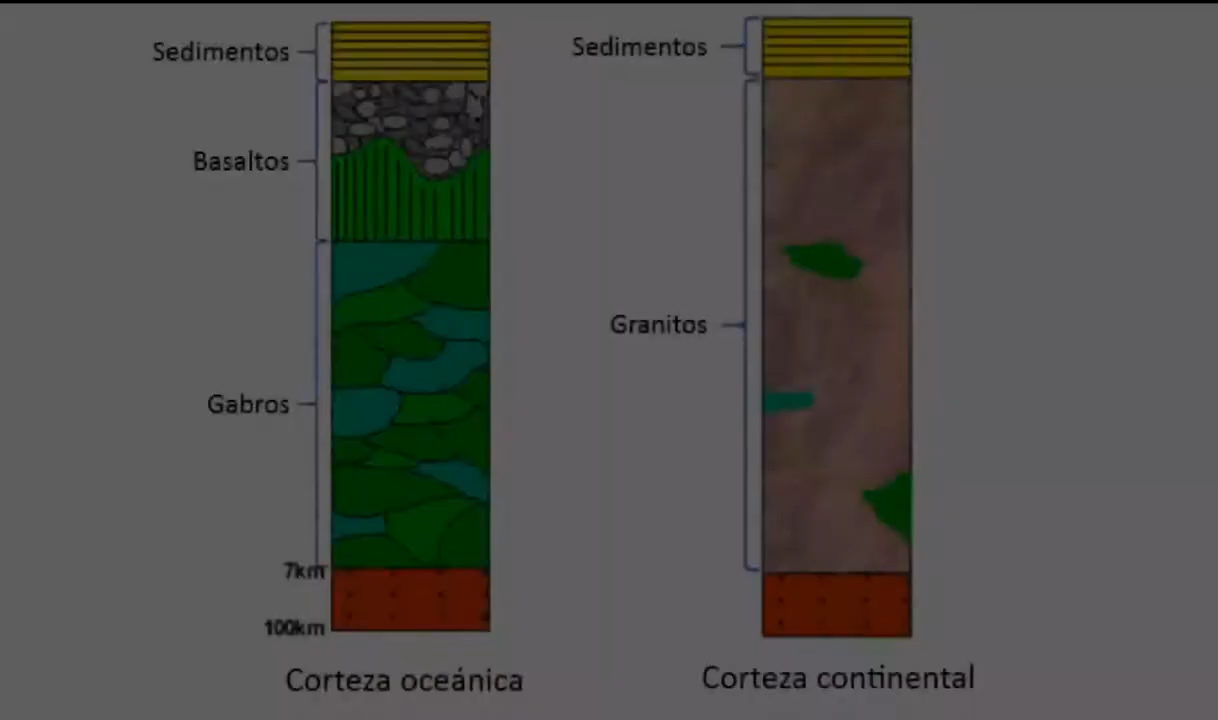 Sedimentos
Basaltos
Gabros
7km
100km
Corteza oceánica
Sedimentos
Granitos
Corteza continental